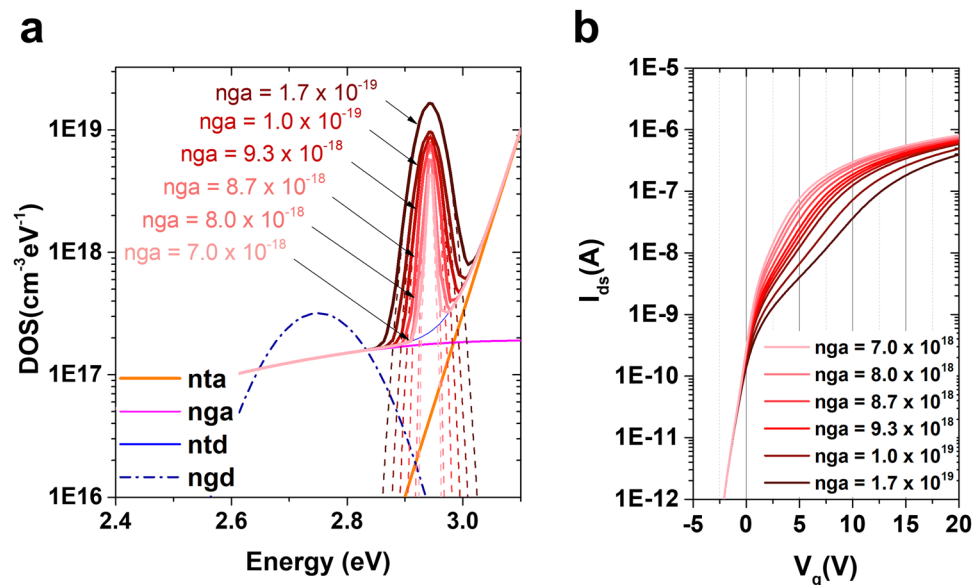 a
DOS(cm⁻³eV⁻¹)
1E19
1E18
1E17
1E16
nga = 1.7 x 10⁻¹⁹
nga = 1.0 x 10⁻¹⁹
nga = 9.3 x 10⁻¹⁸
nga = 8.7 x 10⁻¹⁸
nga = 8.0 x 10⁻¹⁸
nga = 7.0 x 10⁻¹⁸
nta
nga
ntd
ngd
2.4 2.6 2.8 3.0
Energy (eV)
b
I_ds(A)
1E-5
1E-6
1E-7
1E-8
1E-9
1E-10
1E-11
1E-12
nga = 7.0 x 10¹⁸
nga = 8.0 x 10¹⁸
nga = 8.7 x 10¹⁸
nga = 9.3 x 10¹⁸
nga = 1.0 x 10¹⁹
nga = 1.7 x 10¹⁹
-5 0 5 10 15 20
V_g(V)